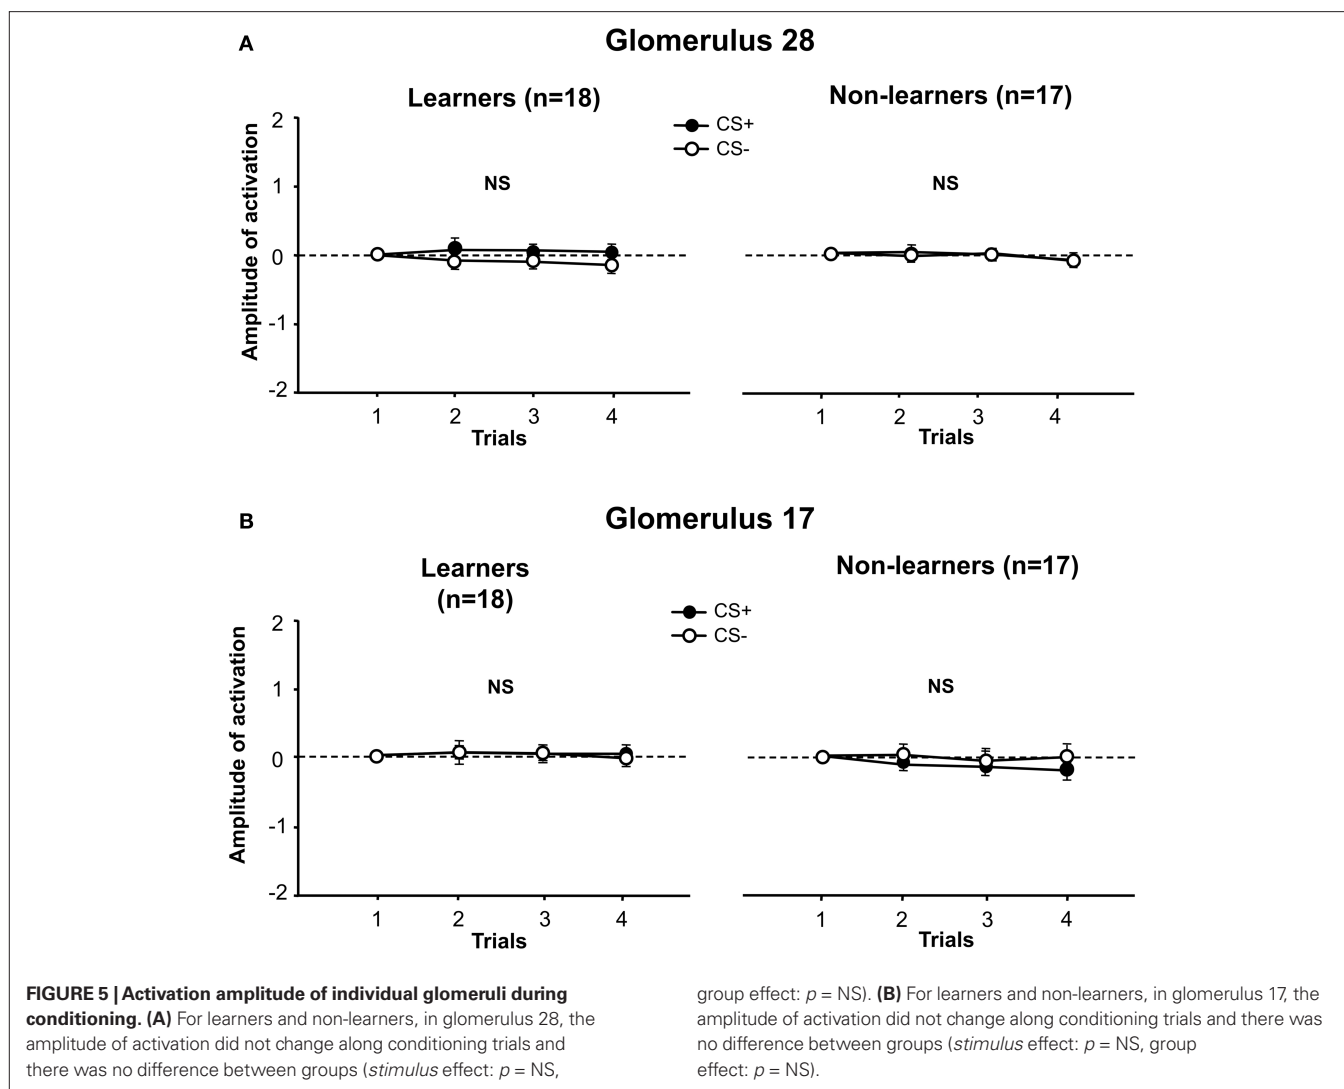 A
Glomerulus 28
Learners (n=18)
Non-learners (n=17)
CS+
CS-
NS
NS
Amplitude of activation
2
1
0
-1
-2
1 2 3 4
Trials
1 2 3 4
Trials
B
Glomerulus 17
Learners
(n=18)
Non-learners (n=17)
CS+
CS-
NS
NS
Amplitude of activation
2
1
0
-1
-2
1 2 3 4
Trials
1 2 3 4
Trials
FIGURE 5 | Activation amplitude of individual glomeruli during
conditioning. (A) For learners and non-learners, in glomerulus 28, the
amplitude of activation did not change along conditioning trials and
there was no difference between groups (stimulus effect: p = NS,
group effect: p = NS). (B) For learners and non-learners, in glomerulus 17, the
amplitude of activation did not change along conditioning trials and there was
no difference between groups (stimulus effect: p = NS, group
effect: p = NS).